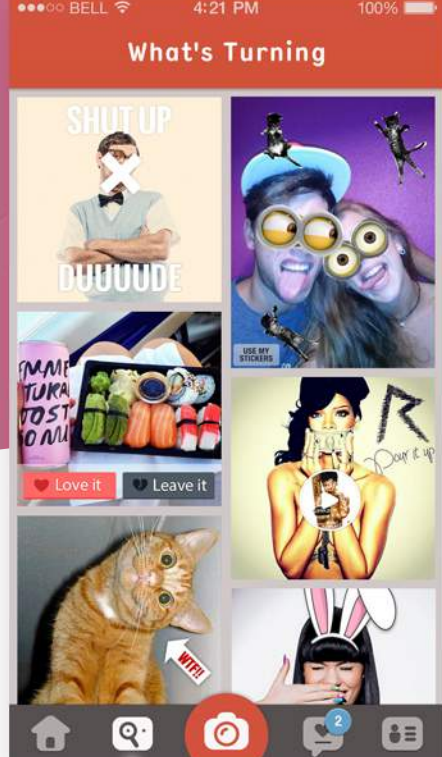 BELL
4:21 PM
100%
What's Turning
SHUT UP
DUUUUDE
USE MY
STICKERS
Love it
Leave it
R
Pour it up
WTF!!
2